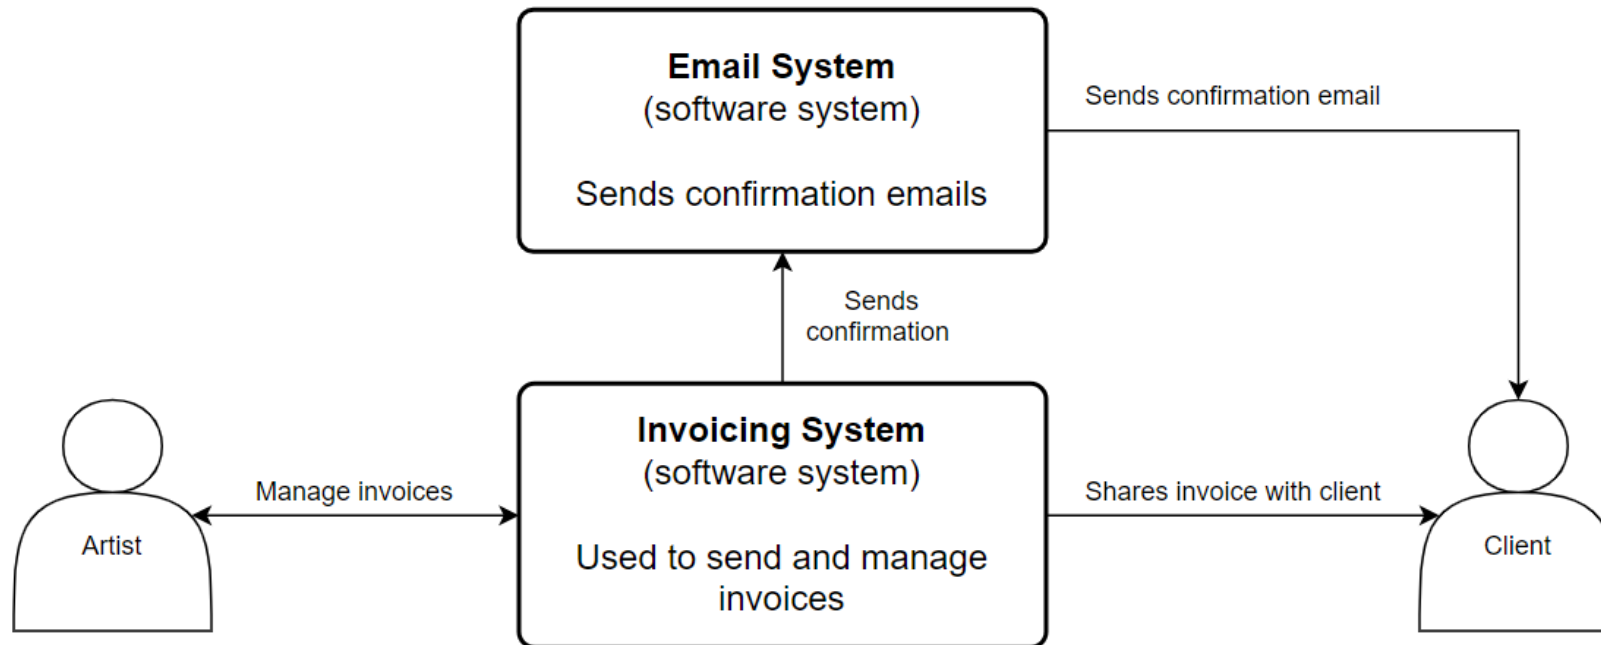 Email System
(software system)
Sends confirmation emails
Sends confirmation email
Sends
confirmation
Artist
Manage invoices
Invoicing System
(software system)
Used to send and manage
invoices
Shares invoice with client
Client